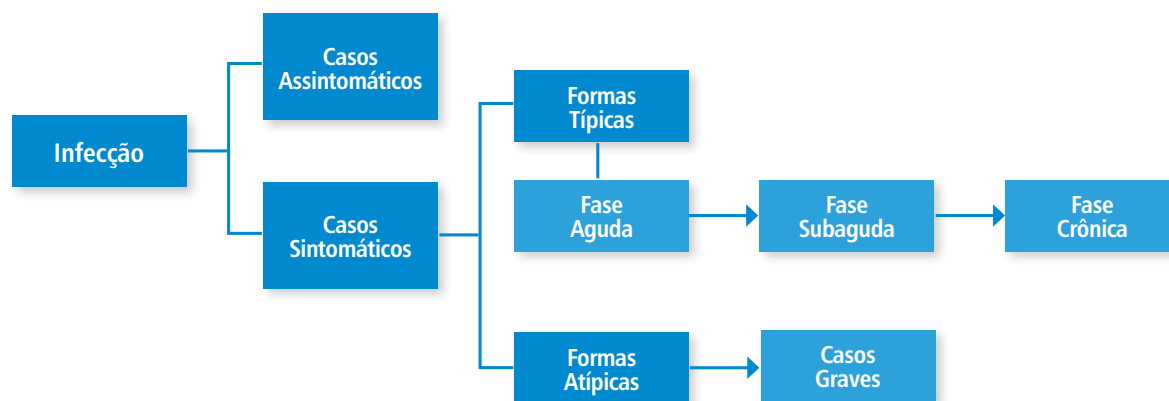 Infecção
Casos
Assintomáticos
Casos
Sintomáticos
Formas
Típicas
Fase
Aguda
Fase
Subaguda
Fase
Crônica
Formas
Atípicas
Casos
Graves